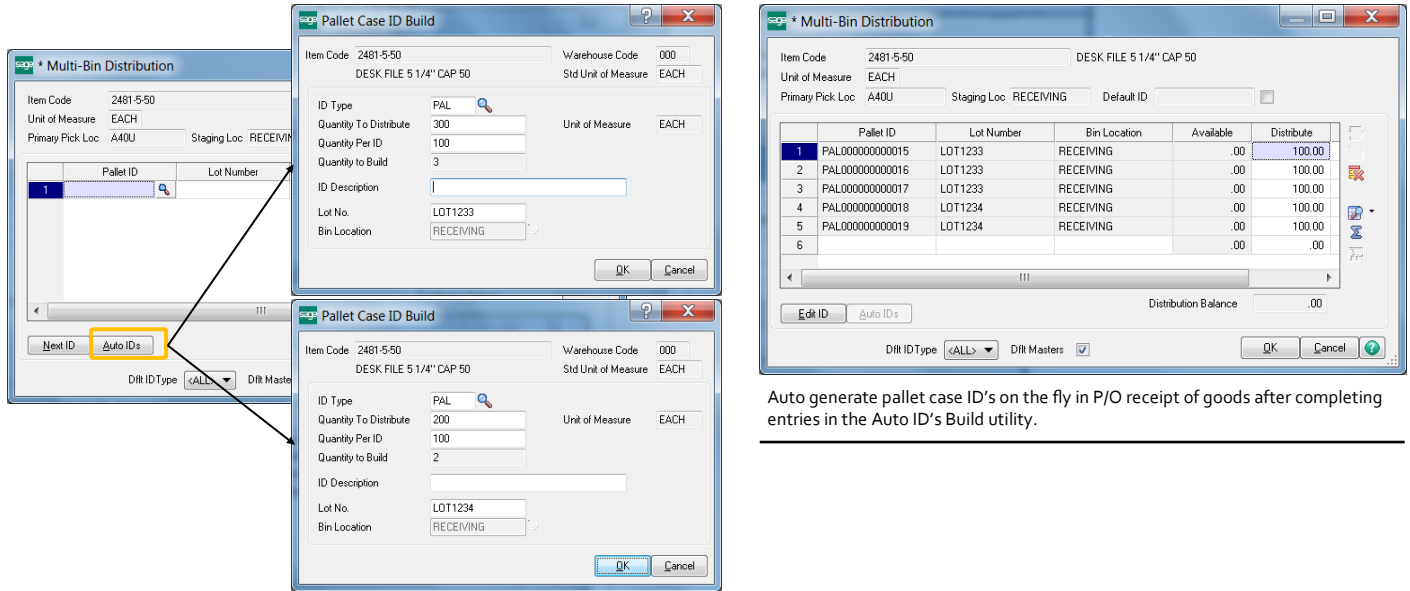 sage * Multi-Bin Distribution
Item Code 2481-5-50
Unit of Measure EACH
Primary Pick Loc A40U Staging Loc RECEIVIN
Pallet ID Lot Number
1
Next ID Auto IDs
Dflt ID Type <ALL> Dflt Maste
sage Pallet Case ID Build
Item Code 2481-5-50 Warehouse Code 000
DESK FILE 5 1/4" CAP 50 Std Unit of Measure EACH
ID Type PAL
Quantity To Distribute 300 Unit of Measure EACH
Quantity Per ID 100
Quantity to Build 3
ID Description
Lot No. LOT1233
Bin Location RECEIVING
OK Cancel
sage Pallet Case ID Build
Item Code 2481-5-50 Warehouse Code 000
DESK FILE 5 1/4" CAP 50 Std Unit of Measure EACH
ID Type PAL
Quantity To Distribute 200 Unit of Measure EACH
Quantity Per ID 100
Quantity to Build 2
ID Description
Lot No. LOT1234
Bin Location RECEIVING
OK Cancel
sage * Multi-Bin Distribution
Item Code 2481-5-50 DESK FILE 5 1/4" CAP 50
Unit of Measure EACH
Primary Pick Loc A40U Staging Loc RECEIVING Default ID
Pallet ID Lot Number Bin Location Available Distribute
1 PAL000000000015 LOT1233 RECEIVING .00 100.00
2 PAL000000000016 LOT1233 RECEIVING .00 100.00
3 PAL000000000017 LOT1233 RECEIVING .00 100.00
4 PAL000000000018 LOT1234 RECEIVING .00 100.00
5 PAL000000000019 LOT1234 RECEIVING .00 100.00
6 .00 .00
Distribution Balance .00
Edit ID Auto IDs
Dflt ID Type <ALL> Dflt Masters OK Cancel
Auto generate pallet case ID's on the fly in P/O receipt of goods after completing
entries in the Auto ID's Build utility.